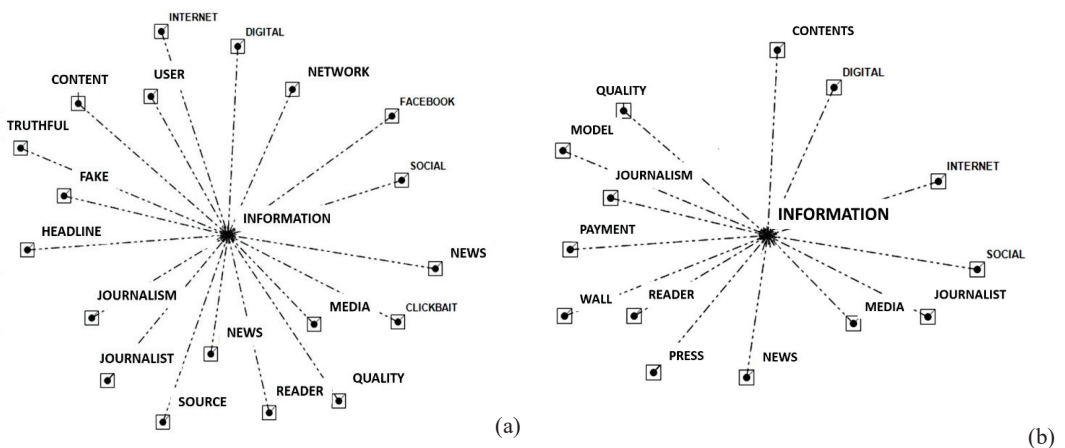 INTERNET
DIGITAL
USER
NETWORK
CONTENT
FACEBOOK
TRUTHFUL
SOCIAL
FAKE
INFORMATION
HEADLINE
NEWS
JOURNALISM
MEDIA
CLICKBAIT
NEWS
JOURNALIST
QUALITY
READER
SOURCE
(a)
CONTENTS
DIGITAL
QUALITY
MODEL
INTERNET
JOURNALISM
INFORMATION
PAYMENT
SOCIAL
WALL
READER
JOURNALIST
MEDIA
PRESS
NEWS
(b)